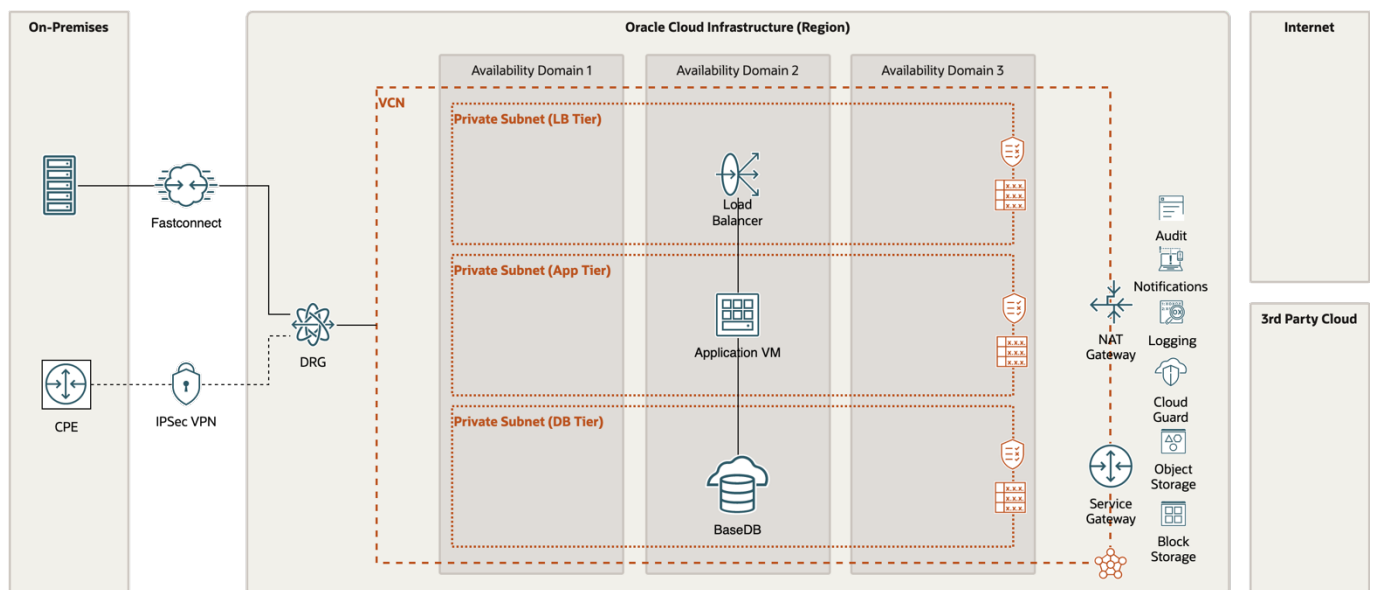 On-Premises
Oracle Cloud Infrastructure (Region)
Internet
Availability Domain 1
Availability Domain 2
Availability Domain 3
VCN
Private Subnet (LB Tier)
Load
Balancer
Fastconnect
Audit
Notifications
Private Subnet (App Tier)
3rd Party Cloud
NAT
Gateway
Logging
Application VM
DRG
Cloud
Guard
CPE
IPSec VPN
Private Subnet (DB Tier)
Object
Storage
Service
Gateway
BaseDB
Block
Storage